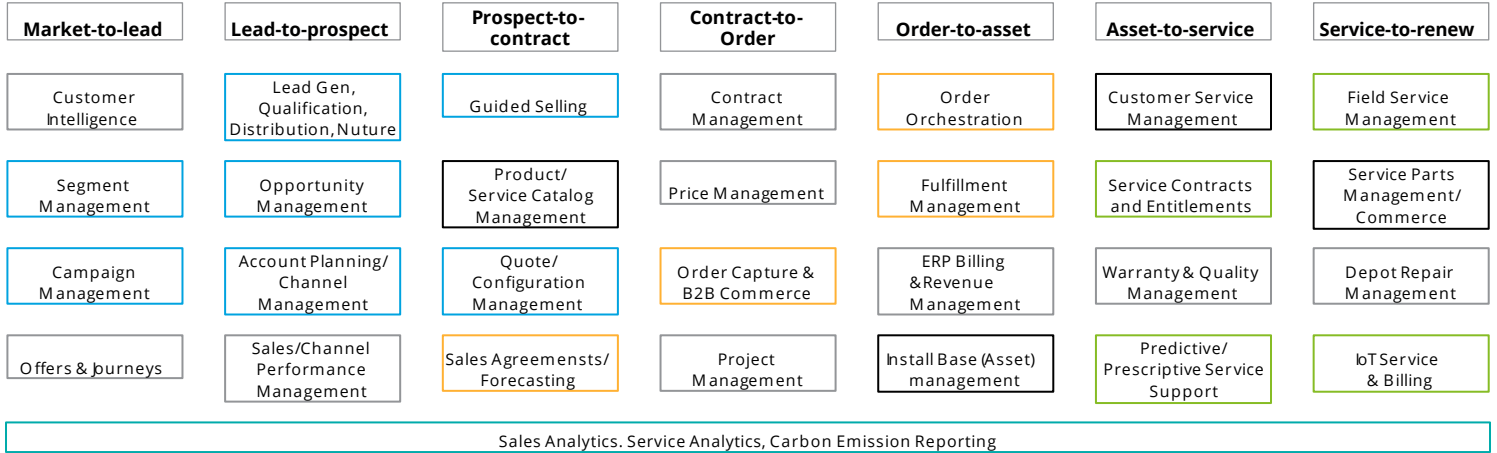 Market-to-lead
Lead-to-prospect
Prospect-to-
contract
Contract-to-
Order
Order-to-asset
Asset-to-service
Service-to-renew
Customer
Intelligence
Lead Gen,
Qualification,
Distribution, Nuture
Guided Selling
Contract
Management
Order
Orchestration
Customer Service
Management
Field Service
Management
Segment
Management
Opportunity
Management
Product/
Service Catalog
Management
Price Management
Fulfillment
Management
Service Contracts
and Entitlements
Service Parts
Management/
Commerce
Campaign
Management
Account Planning/
Channel
Management
Quote/
Configuration
Management
Order Capture &
B2B Commerce
ERP Billing
&Revenue
Management
Warranty & Quality
Management
Depot Repair
Management
Offers & Journeys
Sales/Channel
Performance
Management
Sales Agreemensts/
Forecasting
Project
Management
Install Base (Asset)
management
Predictive/
Prescriptive Service
Support
IoT Service
& Billing
Sales Analytics. Service Analytics, Carbon Emission Reporting